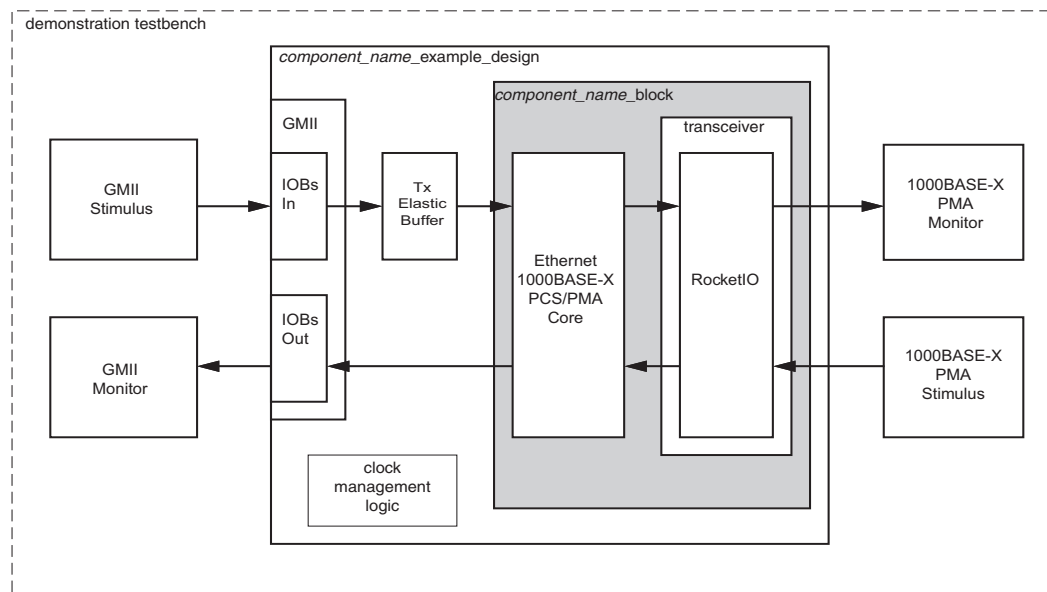 demonstration testbench
component_name_example_design
component_name_block
GMII
transceiver
GMII
Stimulus
IOBs
In
Tx
Elastic
Buffer
Ethernet
1000BASE-X
PCS/PMA
Core
RocketIO
1000BASE-X
PMA
Monitor
GMII
Monitor
IOBs
Out
1000BASE-X
PMA
Stimulus
clock
management
logic